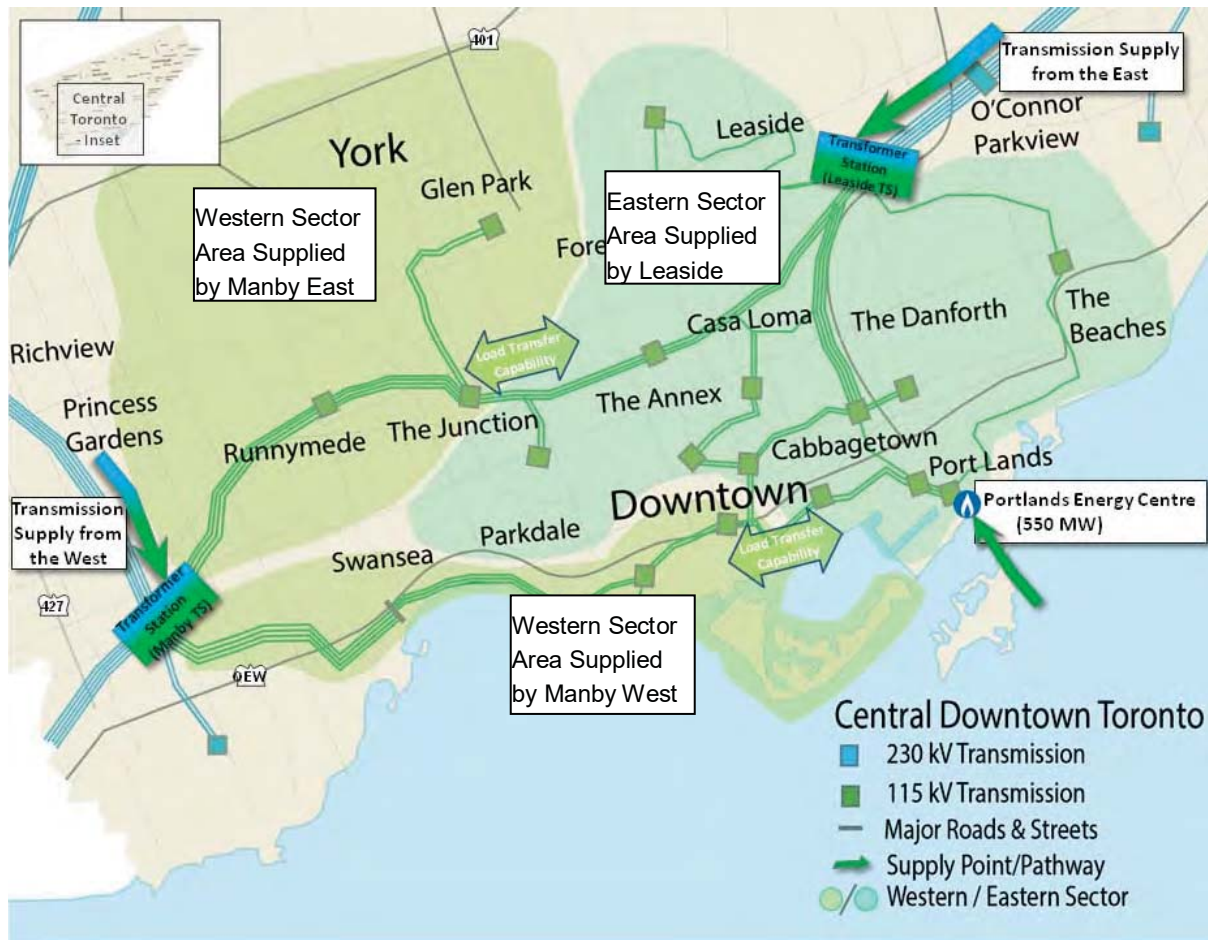 401
Central
Toronto
- Inset
Transmission Supply
from the East
O'Connor
Parkview
Leaside
Transformer
Station
(Leaside TS)
York
Glen Park
Western Sector
Area Supplied
by Manby East
Eastern Sector
Area Supplied
by Leaside
Fore
Casa Loma
The Danforth
The
Beaches
Load Transfer
Capability
Richview
Princess
Gardens
Runnymede
The Junction
The Annex
Cabbagetown
Port Lands
Downtown
Portlands Energy Centre
(550 MW)
Transmission
Supply from
the West
Parkdale
Swansea
Load Transfer
Capability
427
Transformer
Station
(Manby TS)
QEW
Western Sector
Area Supplied
by Manby West
Central Downtown Toronto
230 kV Transmission
115 kV Transmission
Major Roads & Streets
Supply Point/Pathway
Western / Eastern Sector